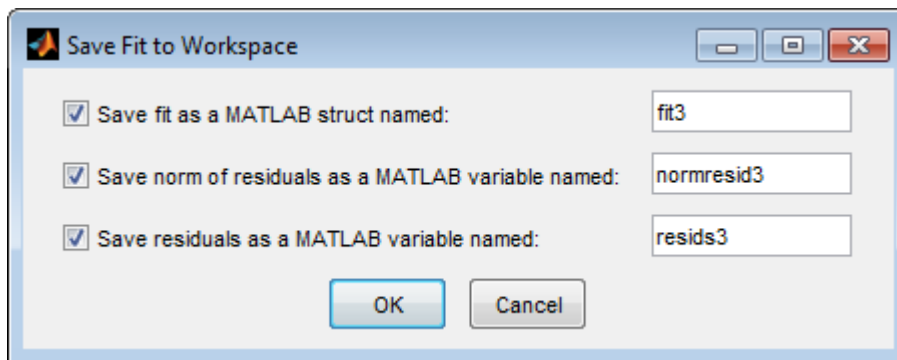 Save Fit to Workspace
Save fit as a MATLAB struct named: fit3
Save norm of residuals as a MATLAB variable named: normresid3
Save residuals as a MATLAB variable named: resids3
OK Cancel